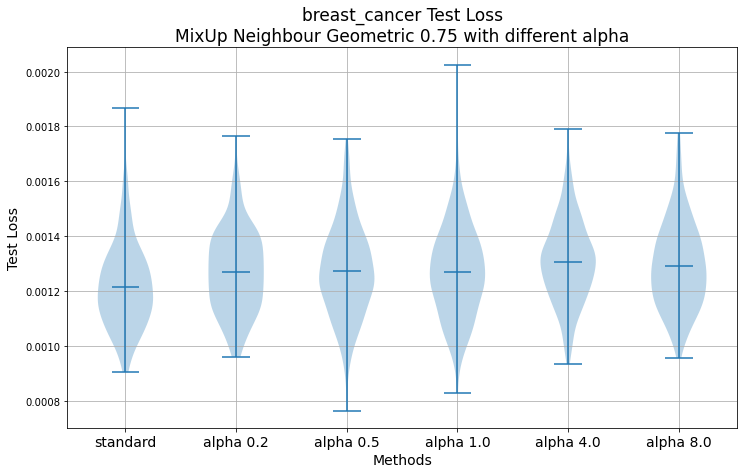 breast_cancer Test Loss
MixUp Neighbour Geometric 0.75 with different alpha
0.0020
0.0018
0.0016
0.0014
0.0012
0.0010
0.0008
Test Loss
standard
alpha 0.2
alpha 0.5
alpha 1.0
alpha 4.0
alpha 8.0
Methods